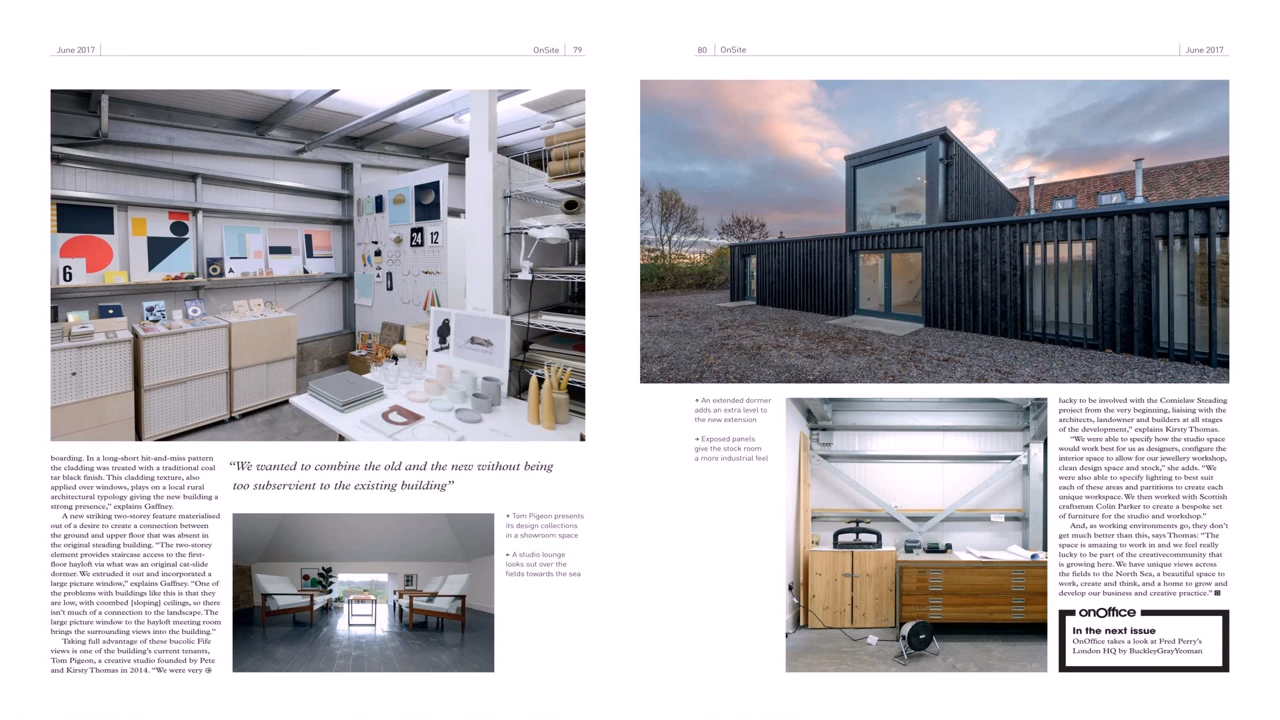 June 2017
OnSite
79
6
24
12
boarding. In a long-short hit-and-miss pattern
the cladding was treated with a traditional coal
tar black finish. This cladding texture, also
applied over windows, plays on a local rural
architectural typology giving the new building a
strong presence,” explains Gaffney.
A new striking two-storey feature materialised
out of a desire to create a connection between
the ground and upper floor that was absent in
the original steading building. “The two-storey
element provides staircase access to the first-
floor hayloft via what was an original cat-slide
dormer. We extruded it out and incorporated a
large picture window,” explains Gaffney. “One of
the problems with buildings like this is that they
are low, with coombed [sloping] ceilings, so there
isn’t much of a connection to the landscape. The
large picture window to the hayloft meeting room
brings the surrounding views into the building.”
Taking full advantage of these bucolic Fife
views is one of the building’s current tenants,
Tom Pigeon, a creative studio founded by Pete
and Kirsty Thomas in 2014. “We were very
“We wanted to combine the old and the new without being
too subservient to the existing building”
Tom Pigeon presents
its design collections
in a showroom space
A studio lounge
looks out over the
fields towards the sea
80
OnSite
June 2017
An extended dormer
adds an extra level to
the new extension
Exposed panels
give the stock room
a more industrial feel
lucky to be involved with the Comielaw Steading
project from the very beginning, liaising with the
architects, landowner and builders at all stages
of the development,” explains Kirsty Thomas.
“We were able to specify how the studio space
would work best for us as designers, configure the
interior space to allow for our jewellery workshop,
clean design space and stock,” she adds. “We
were also able to specify lighting to best suit
each of these areas and partitions to create each
unique workspace. We then worked with Scottish
craftsman Colin Parker to create a bespoke set
of furniture for the studio and workshop.”
And, as working environments go, they don’t
get much better than this, says Thomas: “The
space is amazing to work in and we feel really
lucky to be part of the creativecommunity that
is growing here. We have unique views across
the fields to the North Sea, a beautiful space to
work, create and think, and a home to grow and
develop our business and creative practice.”
onOffice
In the next issue
OnOffice takes a look at Fred Perry’s
London HQ by BuckleyGrayYeoman